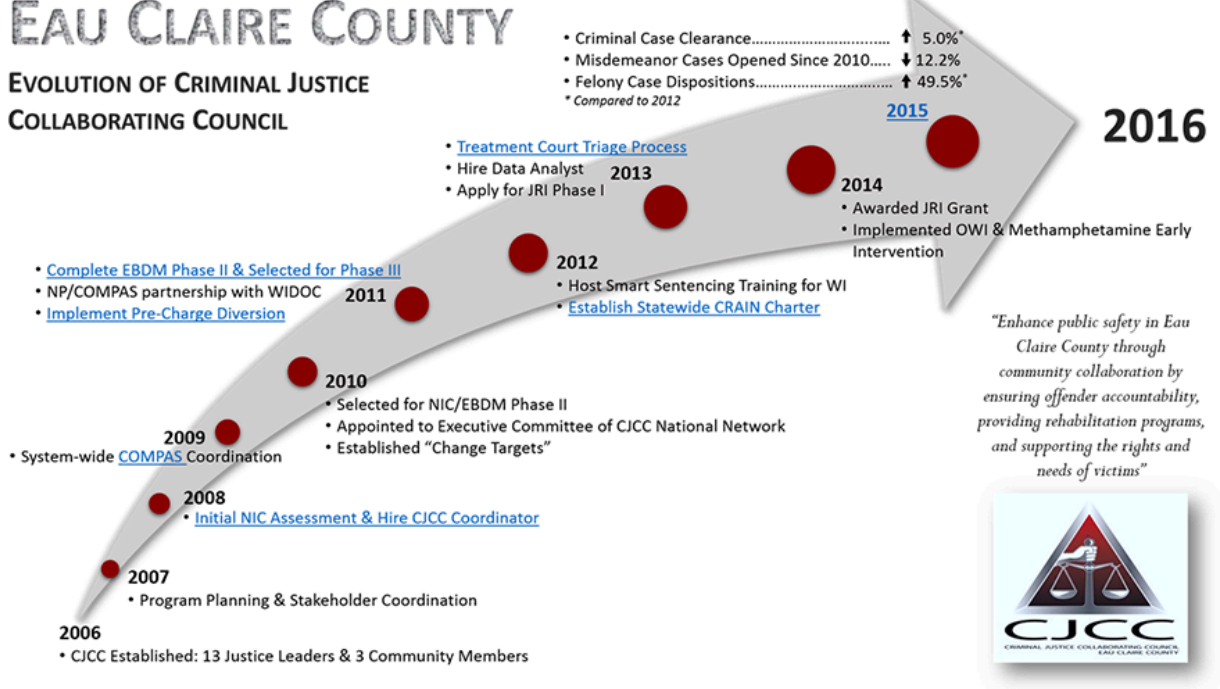 EAU CLAIRE COUNTY
EVOLUTION OF CRIMINAL JUSTICE
COLLABORATING COUNCIL
• Criminal Case Clearance................................. ⬆ 5.0%*
• Misdemeanor Cases Opened Since 2010..... ⬇ 12.2%
• Felony Case Dispositions................................ ⬆ 49.5%*
* Compared to 2012
2015
2016
• Treatment Court Triage Process
• Hire Data Analyst
• Apply for JRI Phase I
2013
2014
• Awarded JRI Grant
• Implemented OWI & Methamphetamine Early
Intervention
2012
• Host Smart Sentencing Training for WI
• Establish Statewide CRAIN Charter
• Complete EBDM Phase II & Selected for Phase III
• NP/COMPAS partnership with WIDOC
• Implement Pre-Charge Diversion
2011
2010
• Selected for NIC/EBDM Phase II
• Appointed to Executive Committee of CJCC National Network
• Established “Change Targets”
2009
• System-wide COMPAS Coordination
2008
• Initial NIC Assessment & Hire CJCC Coordinator
2007
• Program Planning & Stakeholder Coordination
2006
• CJCC Established: 13 Justice Leaders & 3 Community Members
“Enhance public safety in Eau
Claire County through
community collaboration by
ensuring offender accountability,
providing rehabilitation programs,
and supporting the rights and
needs of victims”
CJCC
CRIMINAL JUSTICE COLLABORATING COUNCIL
EAU CLAIRE COUNTY